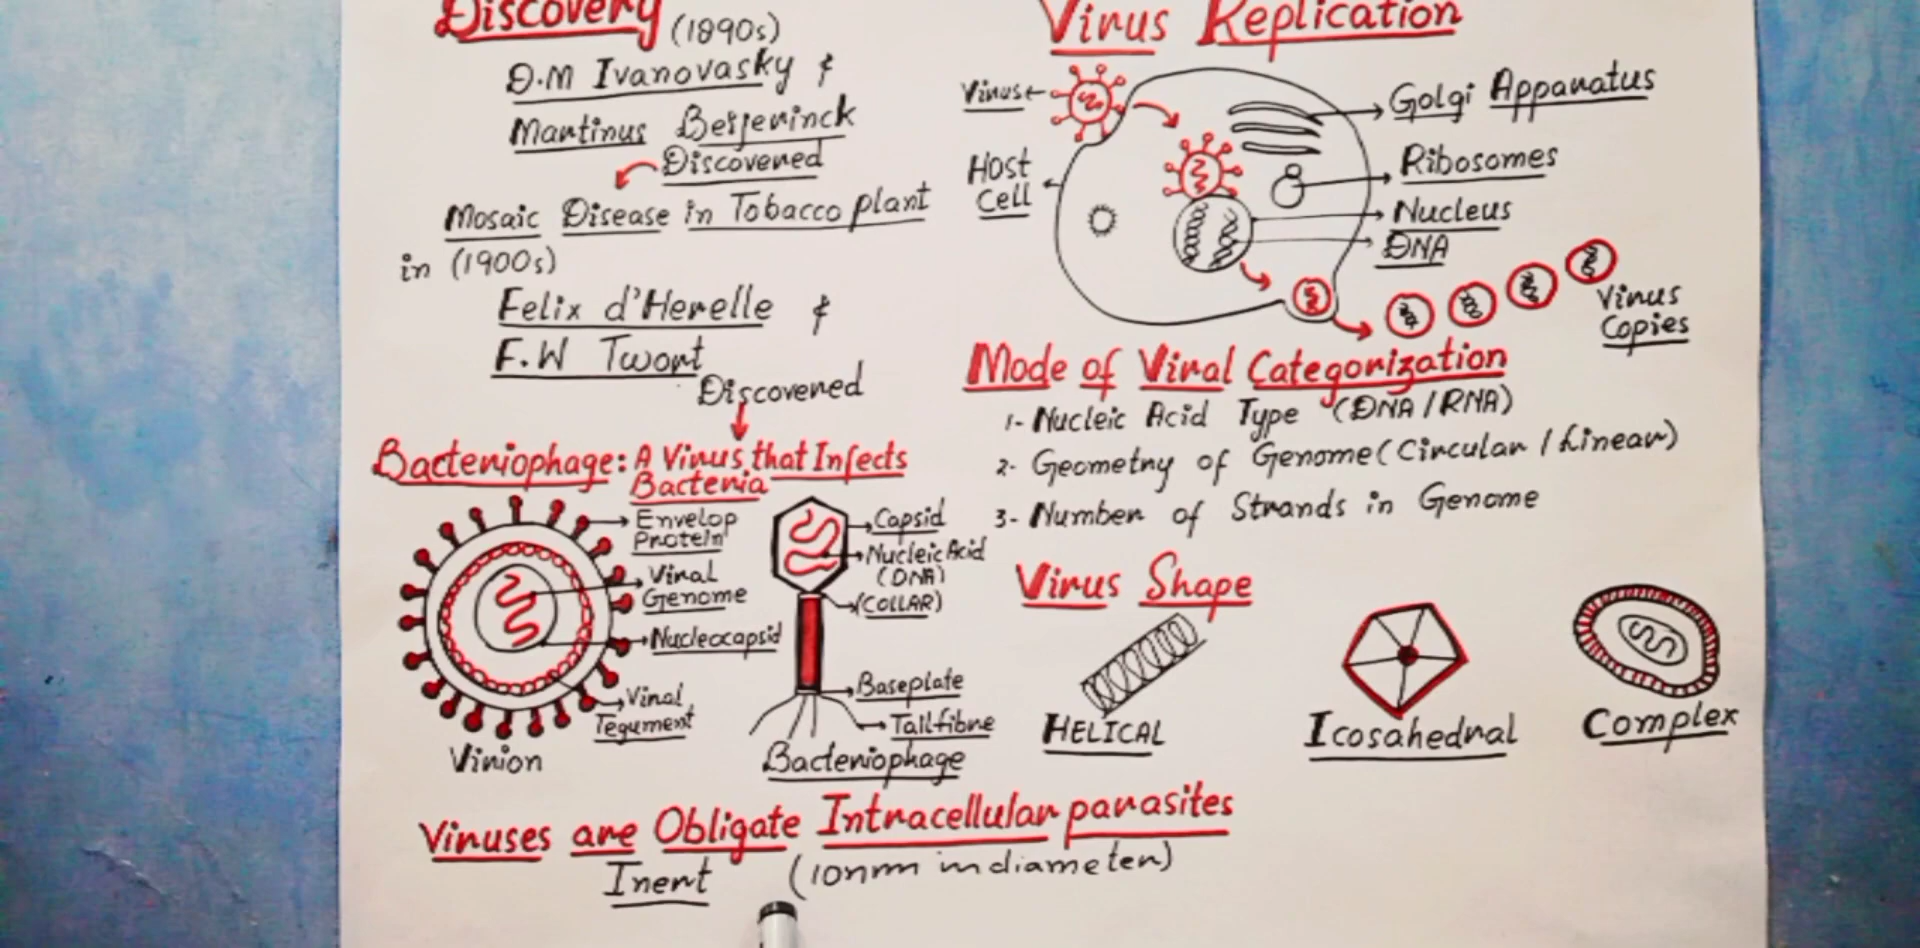 Discovery (1890s)
D.M Ivanovasky &
Martinus Beijerinck
Discovered
Mosaic Disease in Tobacco plant
in (1900s)
Felix d'Herelle &
F.W Twort
Discovered
Bacteriophage: A Virus that Infects
Bacteria
Envelop
Protein
Viral
Genome
Nucleocapsid
Viral
Tegument
Virion
Capsid
Nucleic Acid
(DNA)
(COLLAR)
Baseplate
Tailfibre
Bacteriophage
Virus Replication
Virus
Host
Cell
Golgi Apparatus
Ribosomes
Nucleus
DNA
Virus
Copies
Mode of Viral Categorization
1- Nucleic Acid Type (DNA/RNA)
2- Geometry of Genome (Circular / Linear)
3- Number of Strands in Genome
Virus Shape
HELICAL
Icosahedral
Complex
Viruses are Obligate Intracellular parasites
Inert (10nm in diameter)